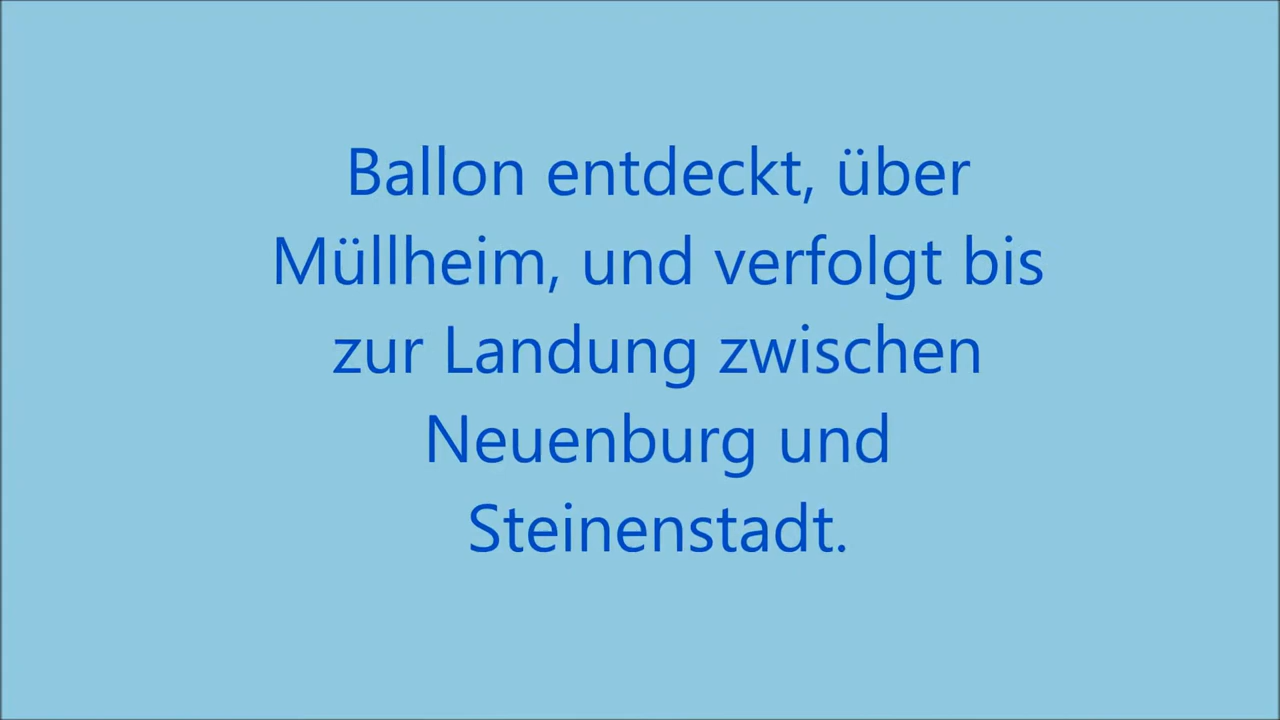 Ballon entdeckt, über
Müllheim, und verfolgt bis
zur Landung zwischen
Neuenburg und
Steinenstadt.